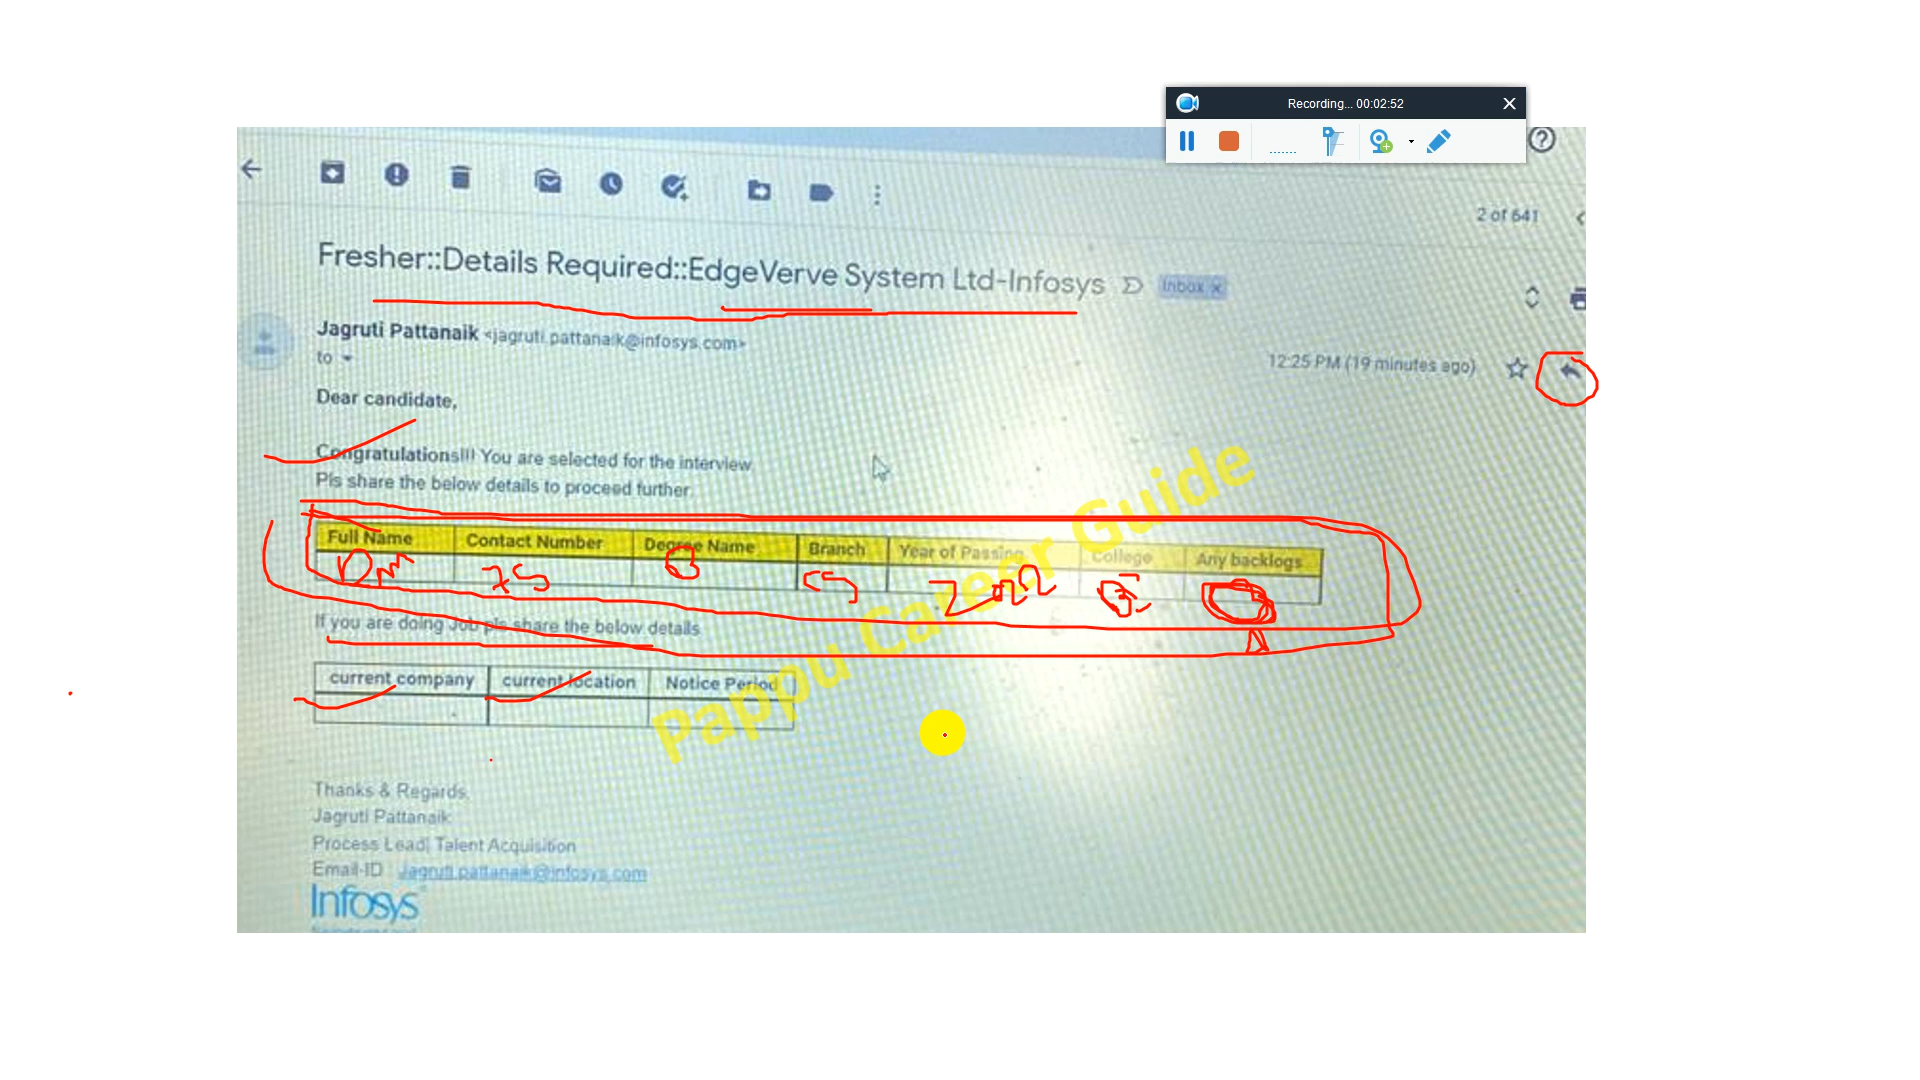 Recording... 00:02:52
2 of 641
Fresher::Details Required::EdgeVerve System Ltd-Infosys Inbox x
Jagruti Pattanaik <jagruti.pattanaik@infosys.com>
to
12:25 PM (19 minutes ago)
Dear candidate,
Congratulations!!! You are selected for the interview.
Pls share the below details to proceed further.
Full Name Contact Number Degree Name Branch Year of Passing College Any backlogs
75 B CS 2022
If you are doing Job pls share the below details
current company current location Notice Period
Pappu Career Guide
Thanks & Regards,
Jagruti Pattanaik
Process Lead| Talent Acquisition
Email-ID : Jagruti.pattanaik@infosys.com
Infosys